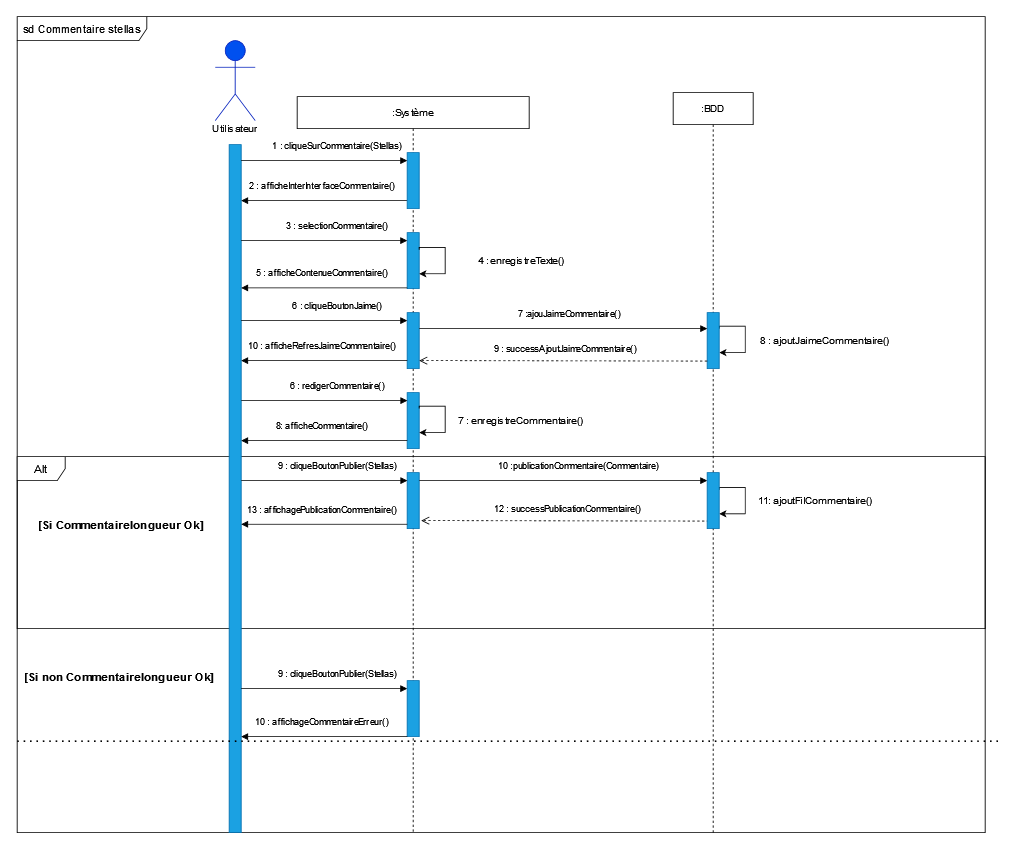 sd Commentaire stellas
Utilisateur
:Système
:BDD
1 : cliqueSurCommentaire(Stellas)
2 : afficheInterInterfaceCommentaire()
3 : selectionCommentaire()
4 : enregistreTexte()
5 : afficheContenueCommentaire()
6 : cliqueBoutonJaime()
7 :ajouJaimeCommentaire()
8 : ajoutJaimeCommentaire()
9 : successAjoutJaimeCommentaire()
10 : afficheRefresJaimeCommentaire()
6 : redigerCommentaire()
7 : enregistreCommentaire()
8: afficheCommentaire()
Alt
9 : cliqueBoutonPublier(Stellas)
10 :publicationCommentaire(Commentaire)
11: ajoutFilCommentaire()
12 : successPublicationCommentaire()
13 : affichagePublicationCommentaire()
[Si Commentairelongueur Ok]
[Si non Commentairelongueur Ok]
9 : cliqueBoutonPublier(Stellas)
10 : affichageCommentaireErreur()